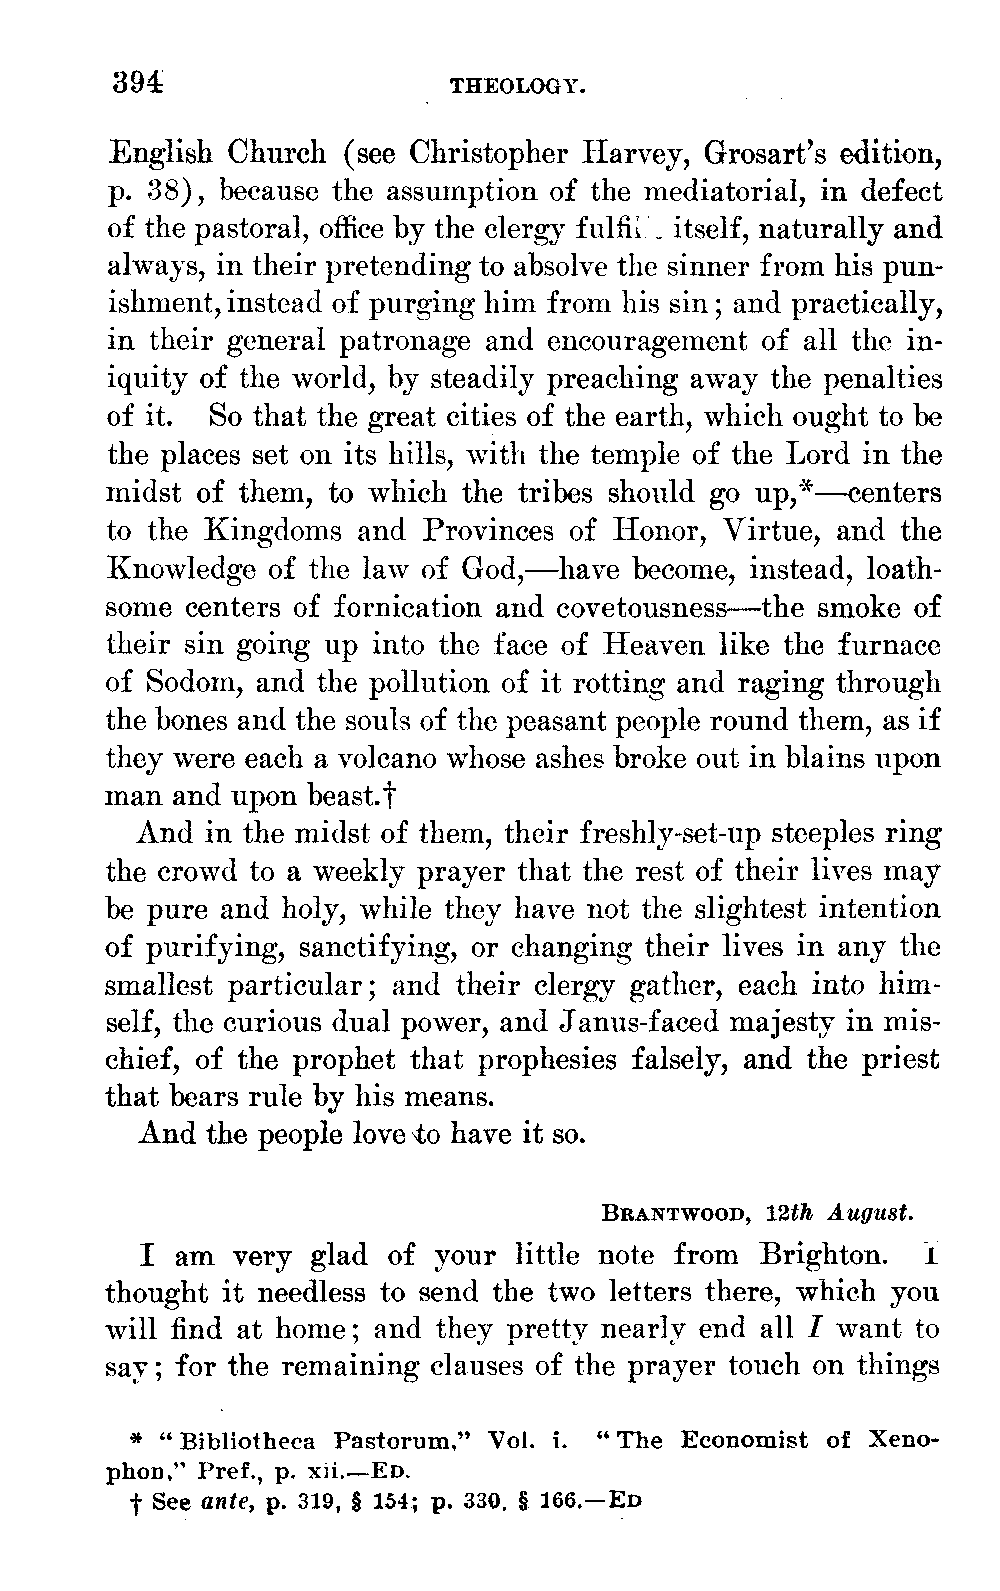 394 THEOLOGY.
English Church (see Christopher Harvey, Grosart's edition,
p. 38), because the assumption of the mediatorial, in defect
of the pastoral, office by the clergy itself, naturally and
always, in their pretending to absolve the sinner from his pun-
ishment, instead of purging him from his sin; and practically,
in their general patronage and encouragement of all the in-
iquity of the world, by steadily preaching away the penalties
of it. So that the great cities of the earth, which ought to be
the places set on its hills, with the temple of the Lord in the
midst of them, to which the tribes should go up,*—centers
to the Kingdoms and Provinces of Honor, Virtue, and the
Knowledge of the law of God,—have become, instead, loath-
some centers of fornication and covetousness—the smoke of
their sin going up into the face of Heaven like the furnace
of Sodom, and the pollution of it rotting and raging through
the bones and the souls of the peasant people round them, as if
they were each a volcano whose ashes broke out in blains upon
man and upon beast.†
And in the midst of them, their freshly-set-up steeples ring
the crowd to a weekly prayer that the rest of their lives may
be pure and holy, while they have not the slightest intention
of purifying, sanctifying, or changing their lives in any the
smallest particular; and their clergy gather, each into him-
self, the curious dual power, and Janus-faced majesty in mis-
chief, of the prophet that prophesies falsely, and the priest
that bears rule by his means.
And the people love to have it so.
BRANTWOOD, 12th August.
I am very glad of your little note from Brighton. I
thought it needless to send the two letters there, which you
will find at home; and they pretty nearly end all I want to
say; for the remaining clauses of the prayer touch on things
* "Bibliotheca Pastorum," Vol. i. "The Economist of Xeno-
phon," Pref., p. xii.—ED.
† See ante, p. 319, § 154; p. 330, § 166.—ED